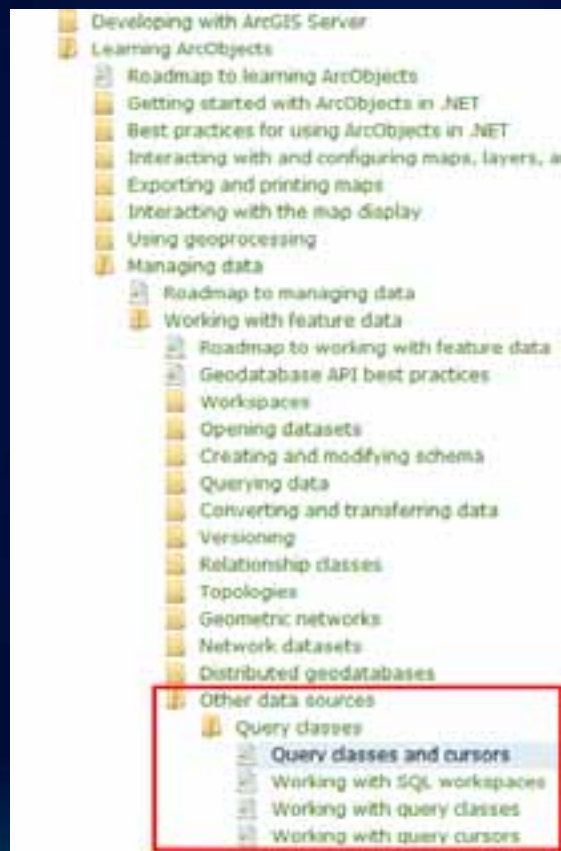 Developing with ArcGIS Server
Learning ArcObjects
Roadmap to learning ArcObjects
Getting started with ArcObjects in .NET
Best practices for using ArcObjects in .NET
Interacting with and configuring maps, layers, a
Exporting and printing maps
Interacting with the map display
Using geoprocessing
Managing data
Roadmap to managing data
Working with feature data
Roadmap to working with feature data
Geodatabase API best practices
Workspaces
Opening datasets
Creating and modifying schema
Querying data
Converting and transferring data
Versioning
Relationship classes
Topologies
Geometric networks
Network datasets
Distributed geodatabases
Other data sources
Query classes
Query classes and cursors
Working with SQL workspaces
Working with query classes
Working with query cursors